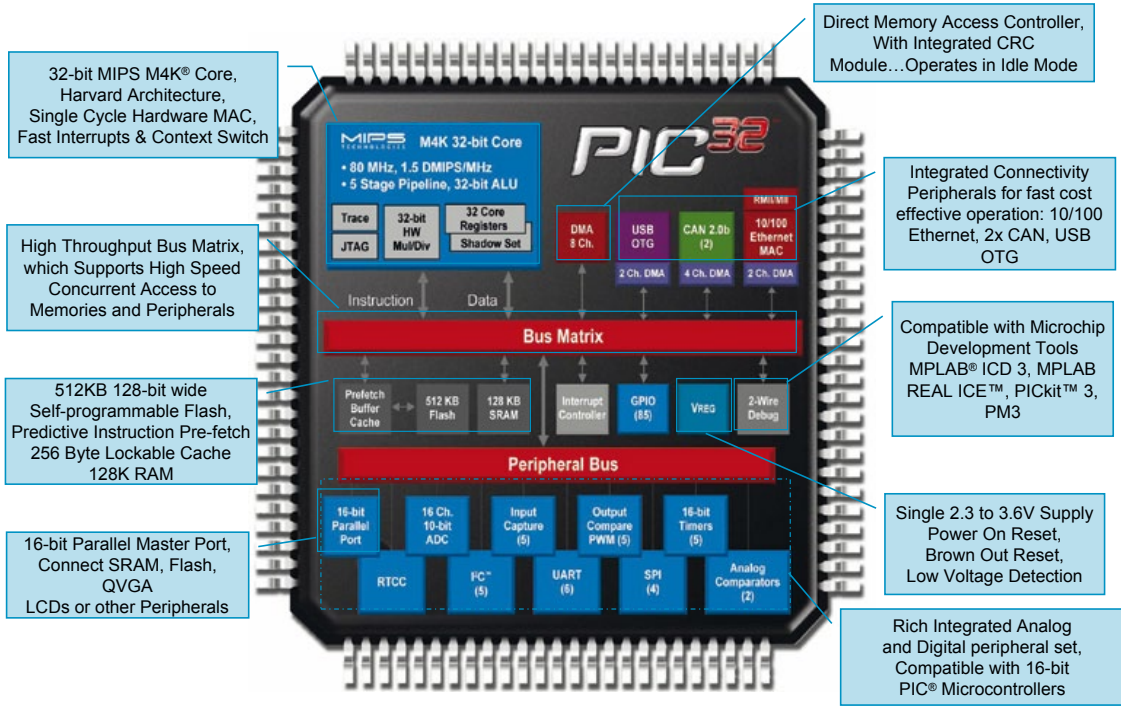 Direct Memory Access Controller,
With Integrated CRC
Module…Operates in Idle Mode
32-bit MIPS M4K® Core,
Harvard Architecture,
Single Cycle Hardware MAC,
Fast Interrupts & Context Switch
MIPS
TECHNOLOGIES
M4K 32-bit Core
• 80 MHz, 1.5 DMIPS/MHz
• 5 Stage Pipeline, 32-bit ALU
Trace
JTAG
32-bit
HW
Mul/Div
32 Core
Registers
Shadow Set
PIC32™
DMA
8 Ch.
USB
OTG
2 Ch. DMA
CAN 2.0b
(2)
4 Ch. DMA
RMII/MII
10/100
Ethernet
MAC
2 Ch. DMA
Integrated Connectivity
Peripherals for fast cost
effective operation: 10/100
Ethernet, 2x CAN, USB
OTG
High Throughput Bus Matrix,
which Supports High Speed
Concurrent Access to
Memories and Peripherals
Instruction
Data
Bus Matrix
Compatible with Microchip
Development Tools
MPLAB® ICD 3, MPLAB
REAL ICE™, PICkit™ 3,
PM3
512KB 128-bit wide
Self-programmable Flash,
Predictive Instruction Pre-fetch
256 Byte Lockable Cache
128K RAM
Prefetch
Buffer
Cache
512 KB
Flash
128 KB
SRAM
Interrupt
Controller
GPIO
(85)
VREG
2-Wire
Debug
Peripheral Bus
16-bit
Parallel
Port
16 Ch.
10-bit
ADC
Input
Capture
(5)
Output
Compare
PWM (5)
16-bit
Timers
(5)
RTCC
I²C™
(5)
UART
(6)
SPI
(4)
Analog
Comparators
(2)
Single 2.3 to 3.6V Supply
Power On Reset,
Brown Out Reset,
Low Voltage Detection
16-bit Parallel Master Port,
Connect SRAM, Flash,
QVGA
LCDs or other Peripherals
Rich Integrated Analog
and Digital peripheral set,
Compatible with 16-bit
PIC® Microcontrollers